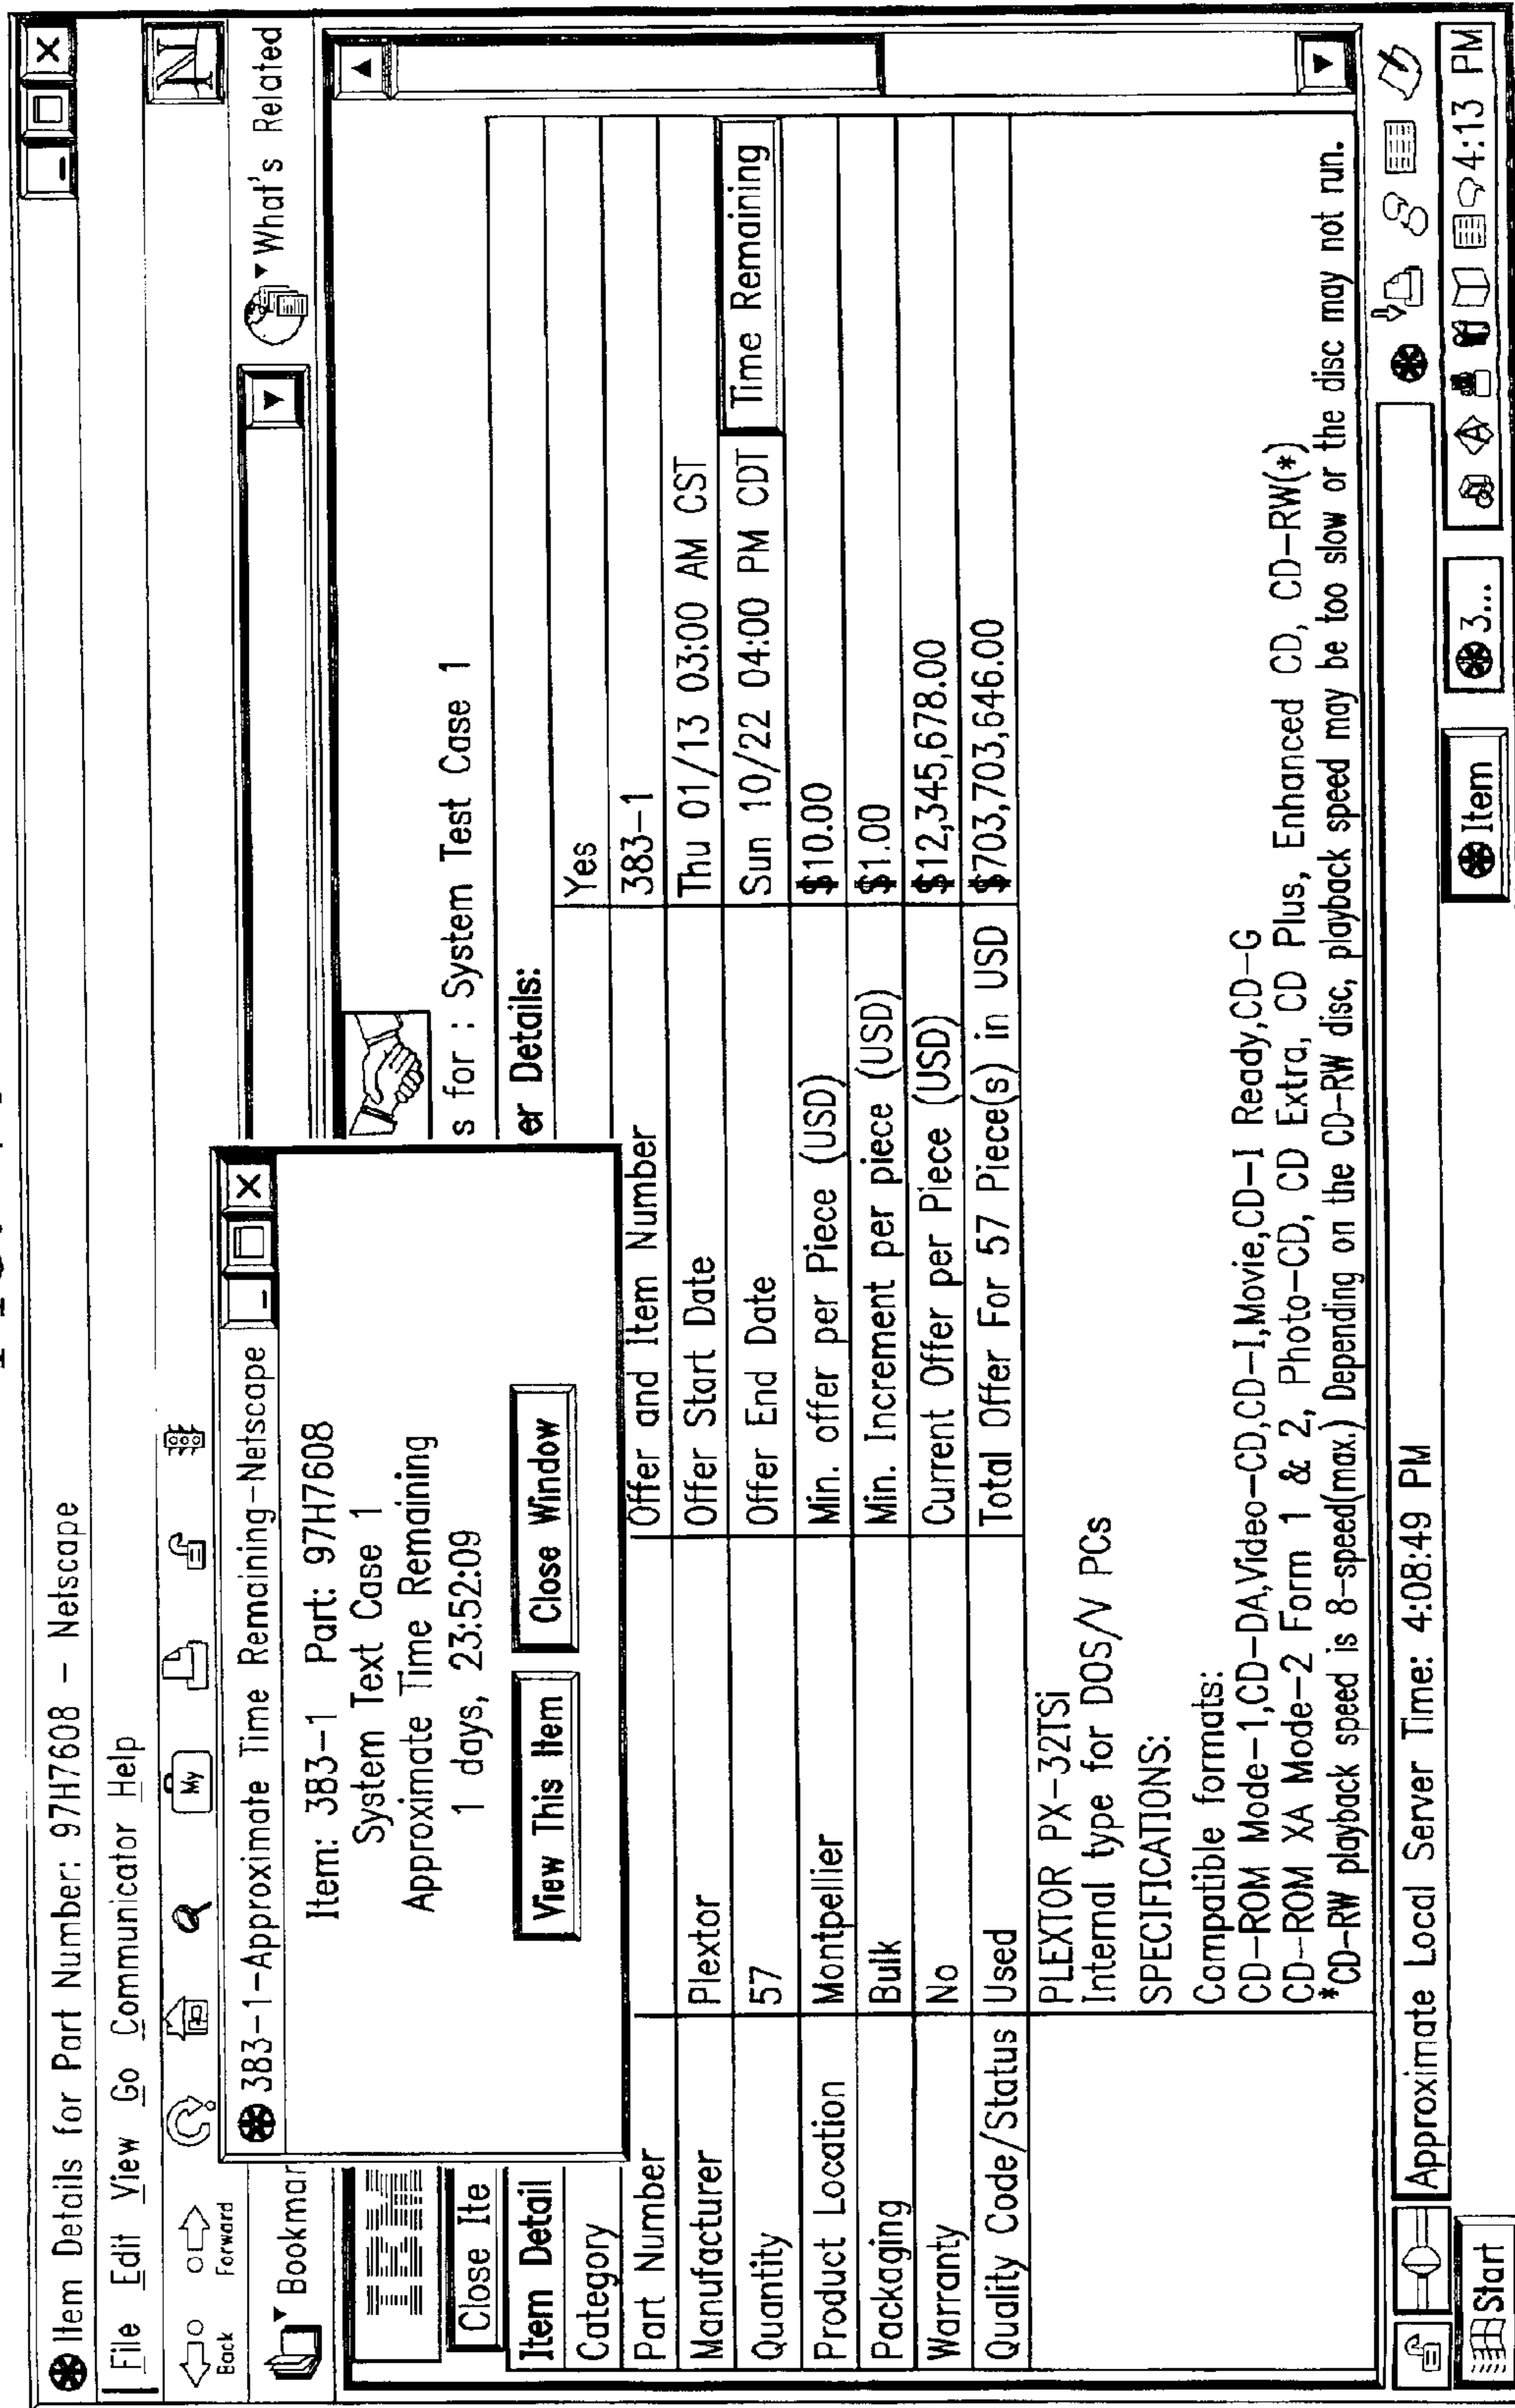 Item Details for Part Number: 97H7608 - Netscape
File Edit View Go Communicator Help
Back Forward My N
Bookmar What's Related
383-1-Approximate Time Remaining-Netscape
Item: 383-1 Part: 97H7608
System Text Case 1
Approximate Time Remaining
1 days, 23:52:09
View This Item Close Window
IBM
Close Ite s for : System Test Case 1
Item Detail er Details:
Category Yes
Part Number Offer and Item Number 383-1
Manufacturer Plextor Offer Start Date Thu 01/13 03:00 AM CST
Quantity 57 Offer End Date Sun 10/22 04:00 PM CDT Time Remaining
Product Location Montpellier Min. offer per Piece (USD) $10.00
Packaging Bulk Min. Increment per piece (USD) $1.00
Warranty No Current Offer per Piece (USD) $12,345,678.00
Quality Code/Status Used Total Offer For 57 Piece(s) in USD $703,703,646.00
PLEXTOR PX-32TSi
Internal type for DOS/V PCs
SPECIFICATIONS:
Compatible formats:
CD-ROM Mode-1,CD-DA,Video-CD,CD-I,Movie,CD-I Ready,CD-G
CD-ROM XA Mode-2 Form 1 & 2, Photo-CD, CD Extra, CD Plus, Enhanced CD, CD-RW(*)
*CD-RW playback speed is 8-speed(max.) Depending on the CD-RW disc, playback speed may be too slow or the disc may not run.
Approximate Local Server Time: 4:08:49 PM
Start Item 3... 4:13 PM